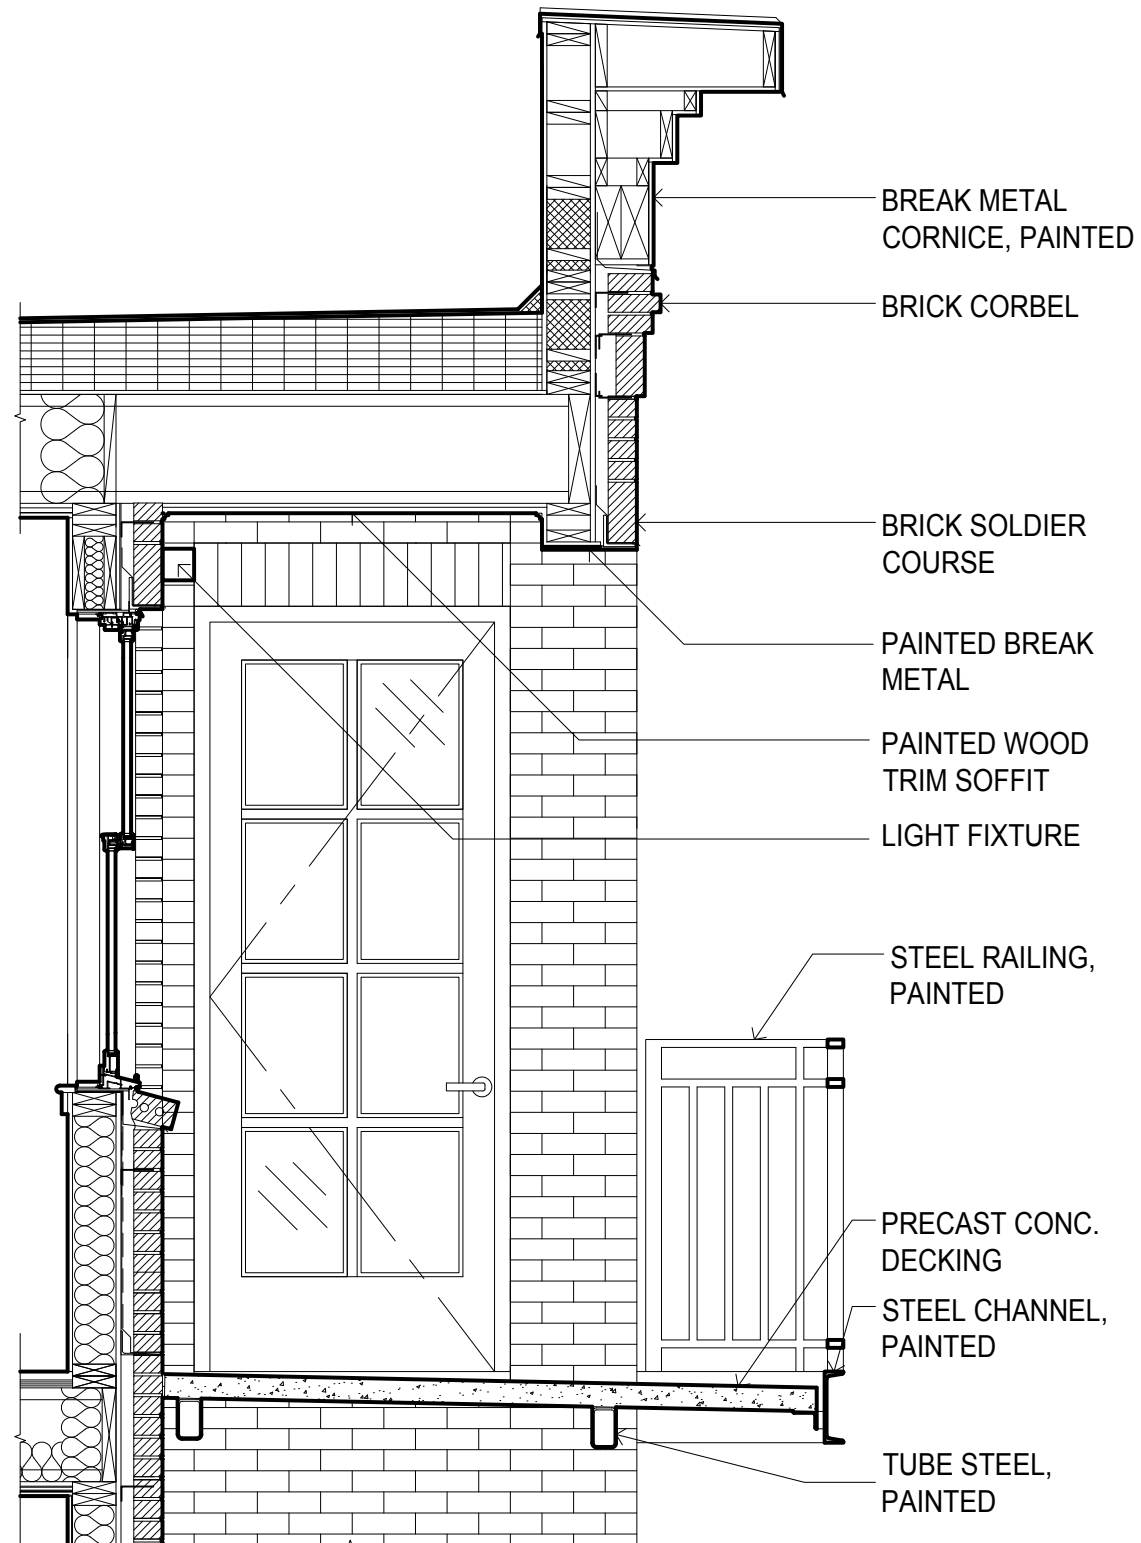 BREAK METAL
CORNICE, PAINTED
BRICK CORBEL
BRICK SOLDIER
COURSE
PAINTED BREAK
METAL
PAINTED WOOD
TRIM SOFFIT
LIGHT FIXTURE
STEEL RAILING,
PAINTED
PRECAST CONC.
DECKING
STEEL CHANNEL,
PAINTED
TUBE STEEL,
PAINTED